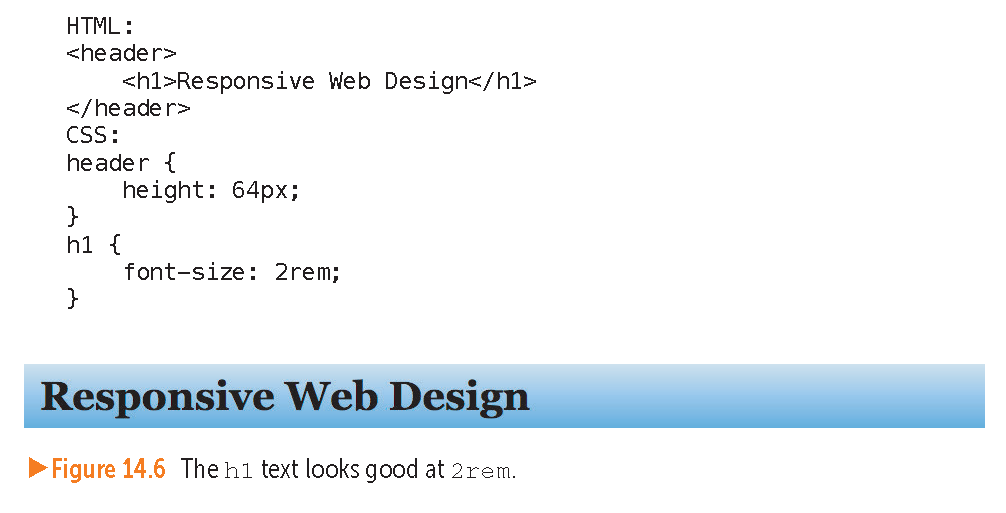 HTML:
<header>
    <h1>Responsive Web Design</h1>
</header>
CSS:
header {
    height: 64px;
}
h1 {
    font-size: 2rem;
}
Responsive Web Design
▶Figure 14.6 The h1 text looks good at 2rem.